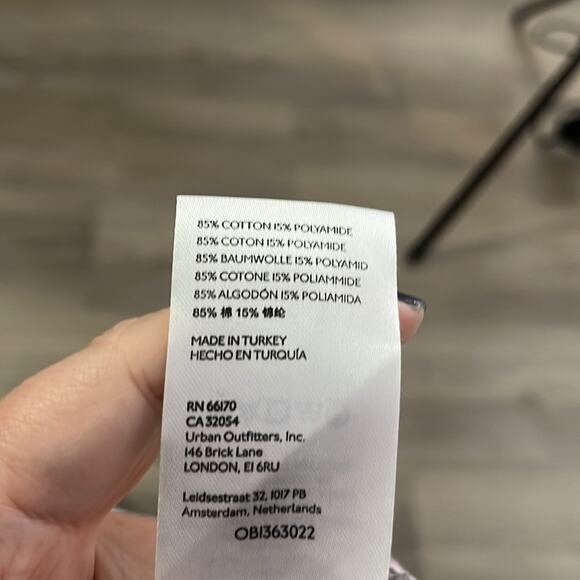 85% COTTON 15% POLYAMIDE
85% COTON 15% POLYAMIDE
85% BAUMWOLLE 15% POLYAMID
85% COTONE 15% POLIAMMIDE
85% ALGODÓN 15% POLIAMIDA
85% 棉 15% 锦纶
MADE IN TURKEY
HECHO EN TURQUÍA
RN 66170
CA 32054
Urban Outfitters, Inc.
146 Brick Lane
LONDON, E1 6RU
Leidsestraat 32, 1017 PB
Amsterdam, Netherlands
OB1363022